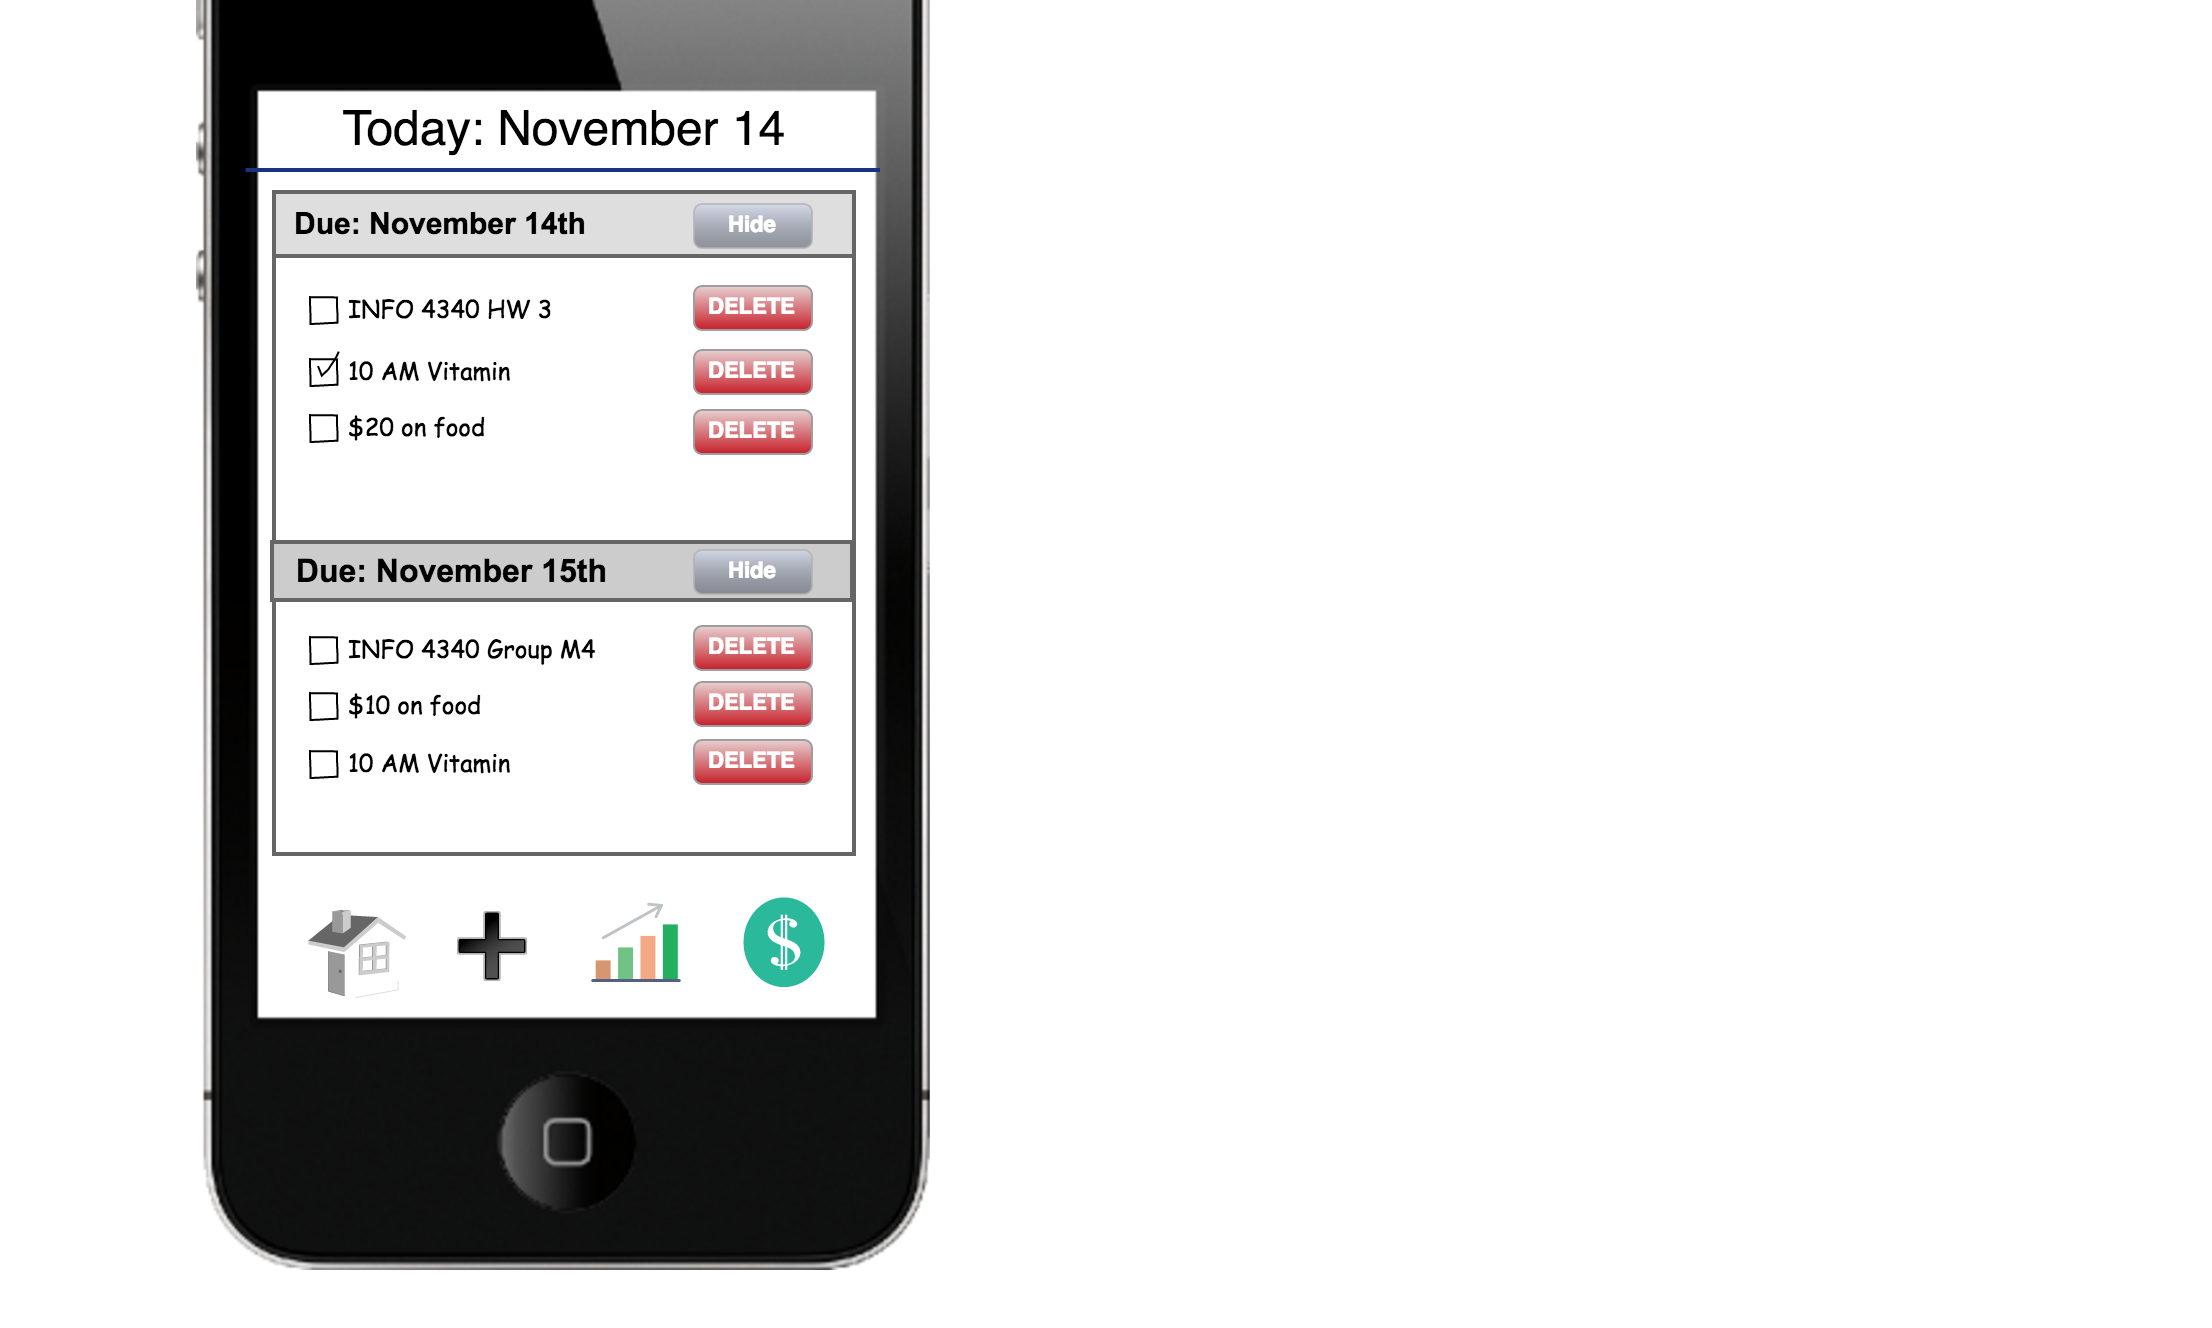 Today: November 14
Due: November 14th Hide
INFO 4340 HW 3 DELETE
10 AM Vitamin DELETE
$20 on food DELETE
Due: November 15th Hide
INFO 4340 Group M4 DELETE
$10 on food DELETE
10 AM Vitamin DELETE
$